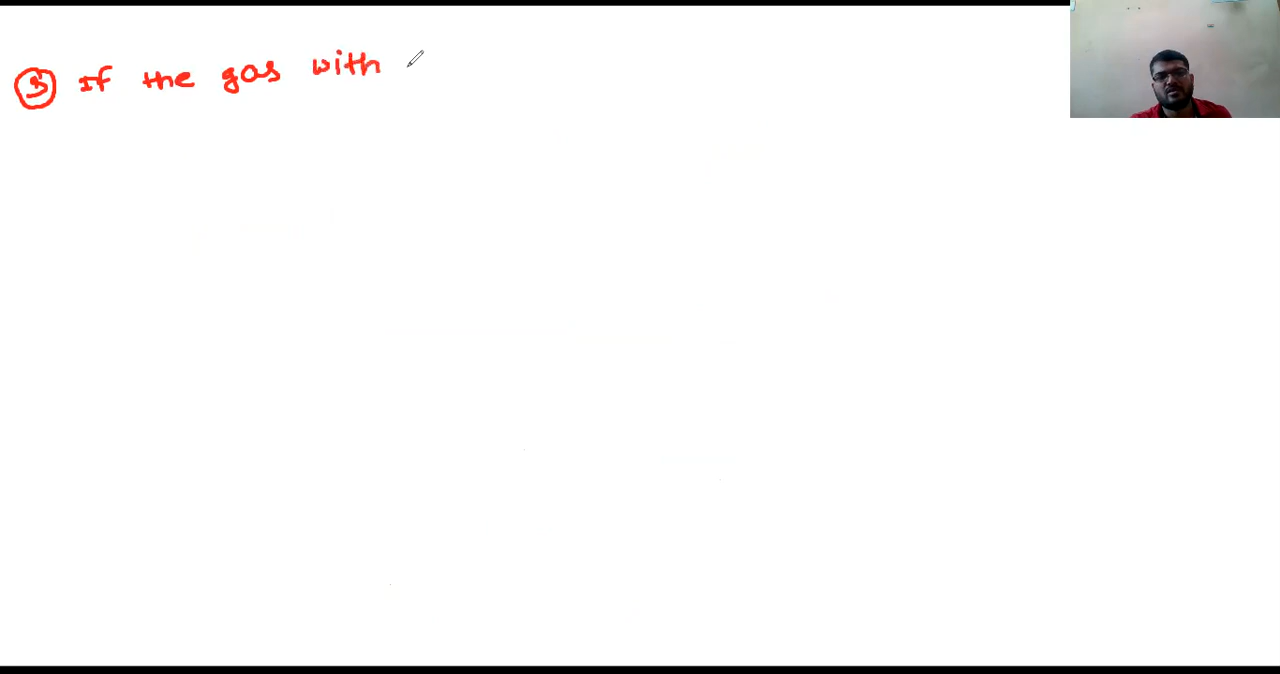 ③ If the gas with